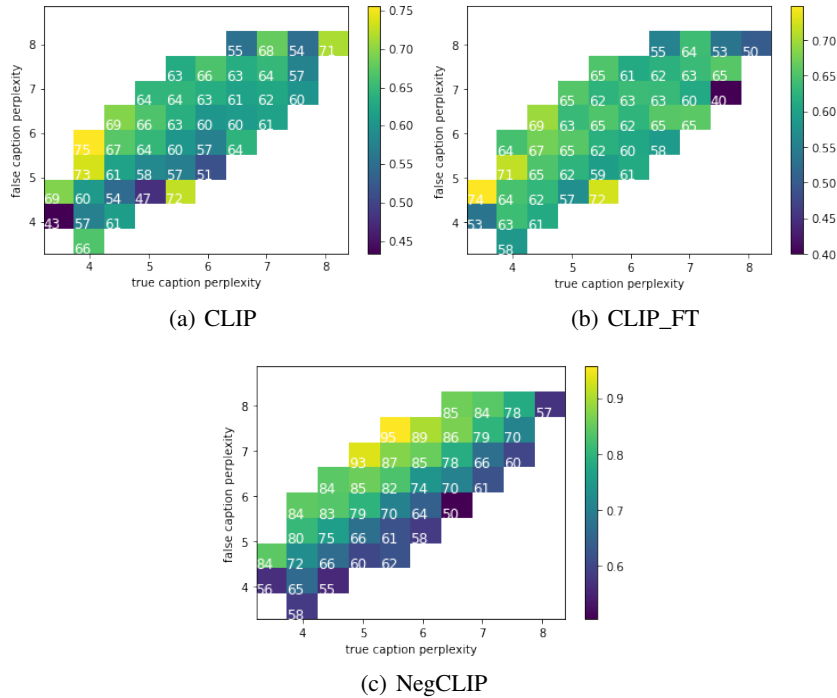 false caption perplexity
8
7
6
5
4
55 68 54 71
63 66 63 64 57
64 64 63 61 62 60
69 66 63 60 60 61
75 67 64 60 57 64
73 61 58 57 51
69 60 54 47 72
43 57 61
66
4 5 6 7 8
true caption perplexity
0.75
0.70
0.65
0.60
0.55
0.50
0.45
(a) CLIP
false caption perplexity
8
7
6
5
4
55 64 53 50
65 61 62 63 65
65 62 63 63 60 40
69 63 65 62 65 65
64 67 65 62 60 58
71 65 62 59 61
74 64 62 57 72
53 63 61
58
4 5 6 7 8
true caption perplexity
0.70
0.65
0.60
0.55
0.50
0.45
0.40
(b) CLIP_FT
false caption perplexity
8
7
6
5
4
85 84 78 57
95 89 86 79 70
93 87 85 78 66 60
84 85 82 74 70 61
84 83 79 70 64 50
80 75 66 61 58
84 72 66 60 62
56 65 55
58
4 5 6 7 8
true caption perplexity
0.9
0.8
0.7
0.6
(c) NegCLIP